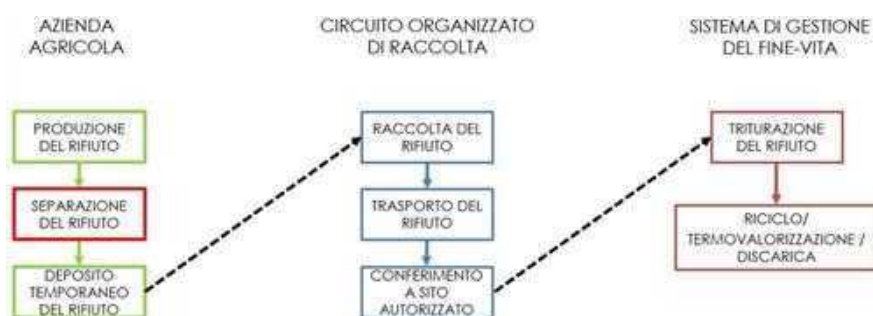 AZIENDA
AGRICOLA
CIRCUITO ORGANIZZATO
DI RACCOLTA
SISTEMA DI GESTIONE
DEL FINE-VITA
PRODUZIONE
DEL RIFIUTO
SEPARAZIONE
DEL RIFIUTO
DEPOSITO
TEMPORANEO
DEL RIFIUTO
RACCOLTA DEL
RIFIUTO
TRASPORTO DEL
RIFIUTO
CONFERIMENTO
A SITO
AUTORIZZATO
TRITURAZIONE
DEL RIFIUTO
RICICLO/
TERMOVALORIZZAZIONE /
DISCARICA